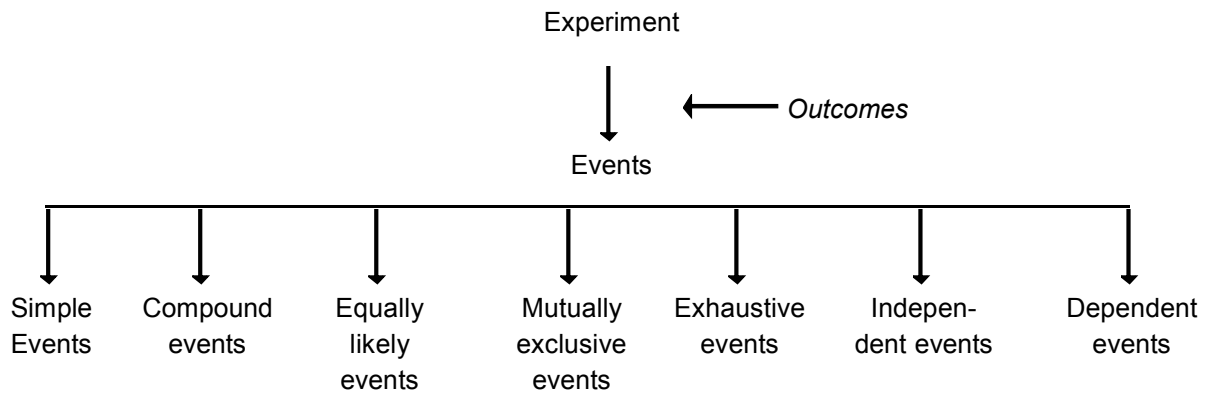 Experiment
Outcomes
Events
Simple
Events
Compound
events
Equally
likely
events
Mutually
exclusive
events
Exhaustive
events
Indepen-
dent events
Dependent
events